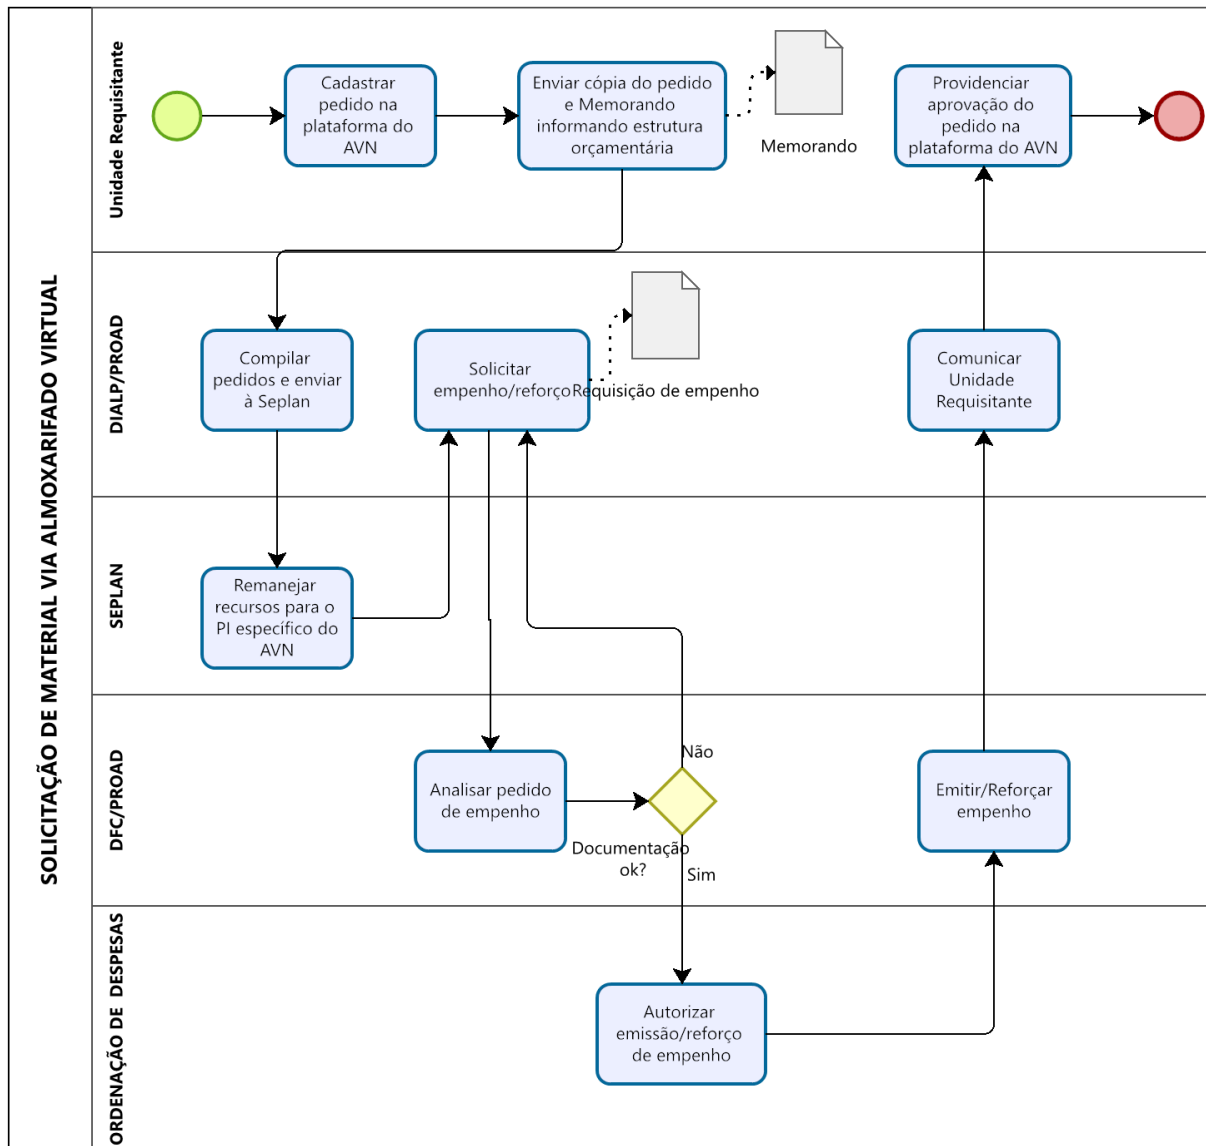 SOLICITAÇÃO DE MATERIAL VIA ALMOXARIFADO VIRTUAL
Unidade Requisitante
Cadastrar
pedido na
plataforma do
AVN
Enviar cópia do pedido
e Memorando
informando estrutura
orçamentária
Memorando
Providenciar
aprovação do
pedido na
plataforma do AVN
DIALP/PROAD
Compilar
pedidos e enviar
à Seplan
Solicitar
empenho/reforço
Requisição de empenho
Comunicar
Unidade
Requisitante
SEPLAN
Remanejar
recursos para o
PI específico do
AVN
DFC/PROAD
Analisar pedido
de empenho
Não
Documentação
ok?
Sim
Emitir/Reforçar
empenho
ORDENAÇÃO DE DESPESAS
Autorizar
emissão/reforço
de empenho